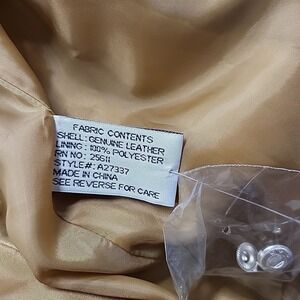 FABRIC CONTENTS
SHELL: GENUINE LEATHER
LINING: 100% POLYESTER
RN NO.: 25611
STYLE#: A27337
MADE IN CHINA
SEE REVERSE FOR CARE